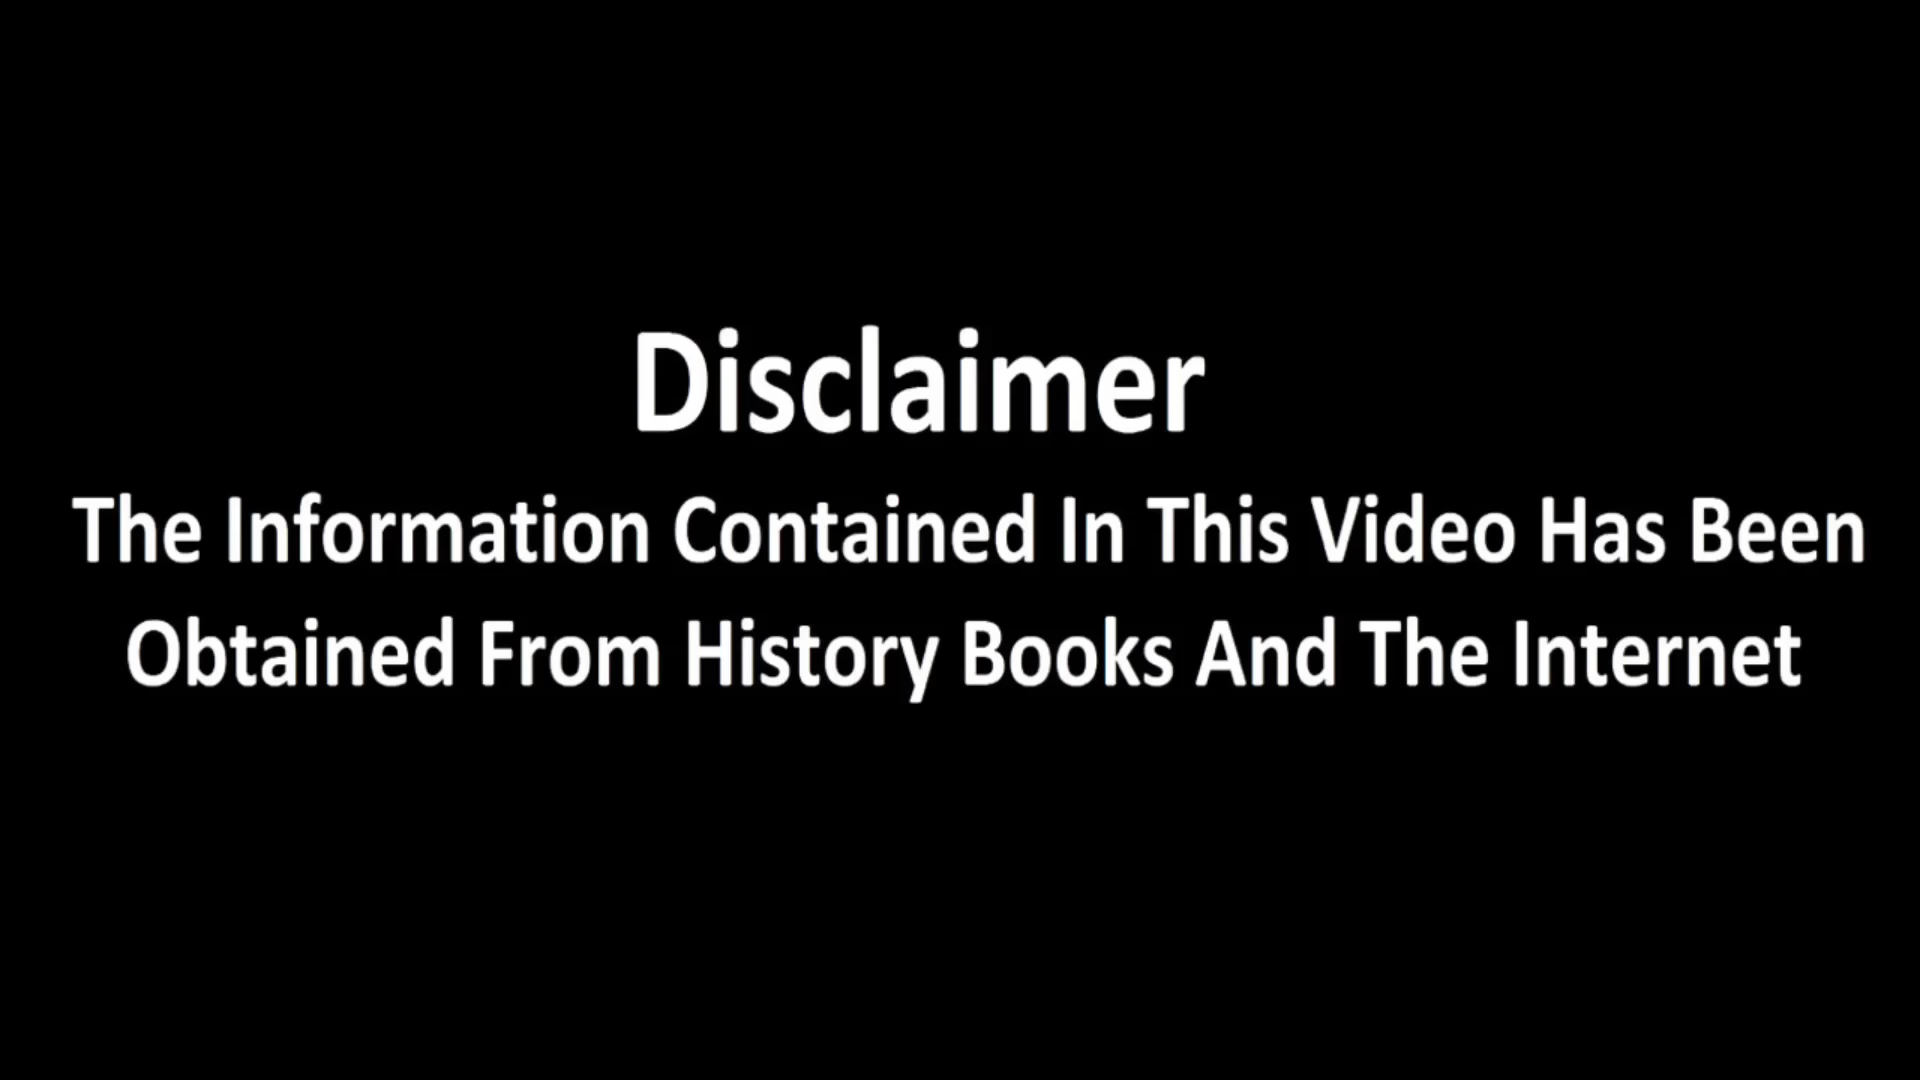 Disclaimer
The Information Contained In This Video Has Been
Obtained From History Books And The Internet